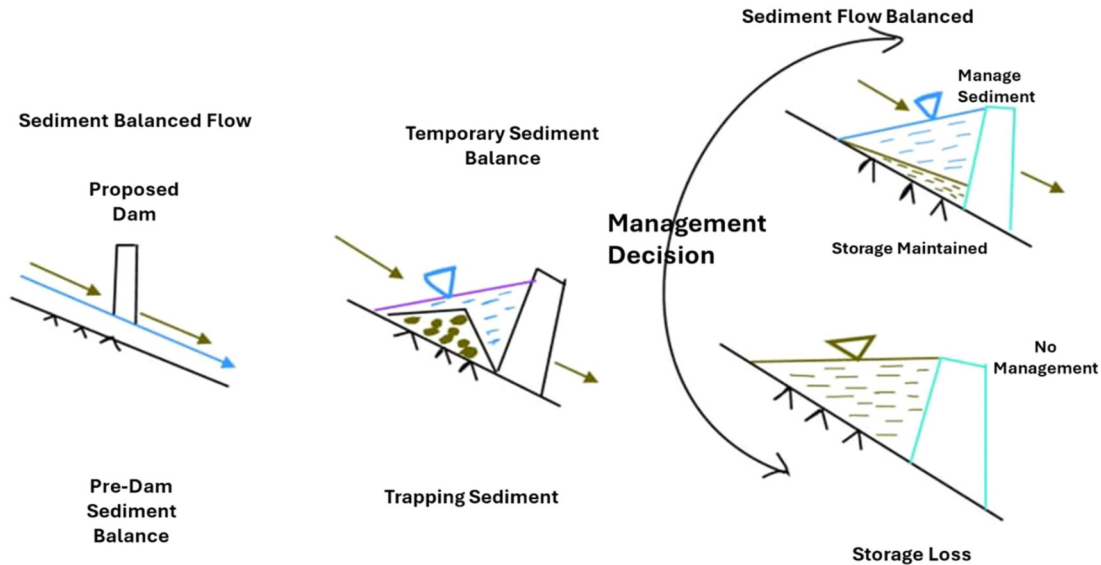 Sediment Balanced Flow
Proposed
Dam
Pre-Dam
Sediment
Balance
Temporary Sediment
Balance
Trapping Sediment
Management
Decision
Sediment Flow Balanced
Manage
Sediment
Storage Maintained
No
Management
Storage Loss